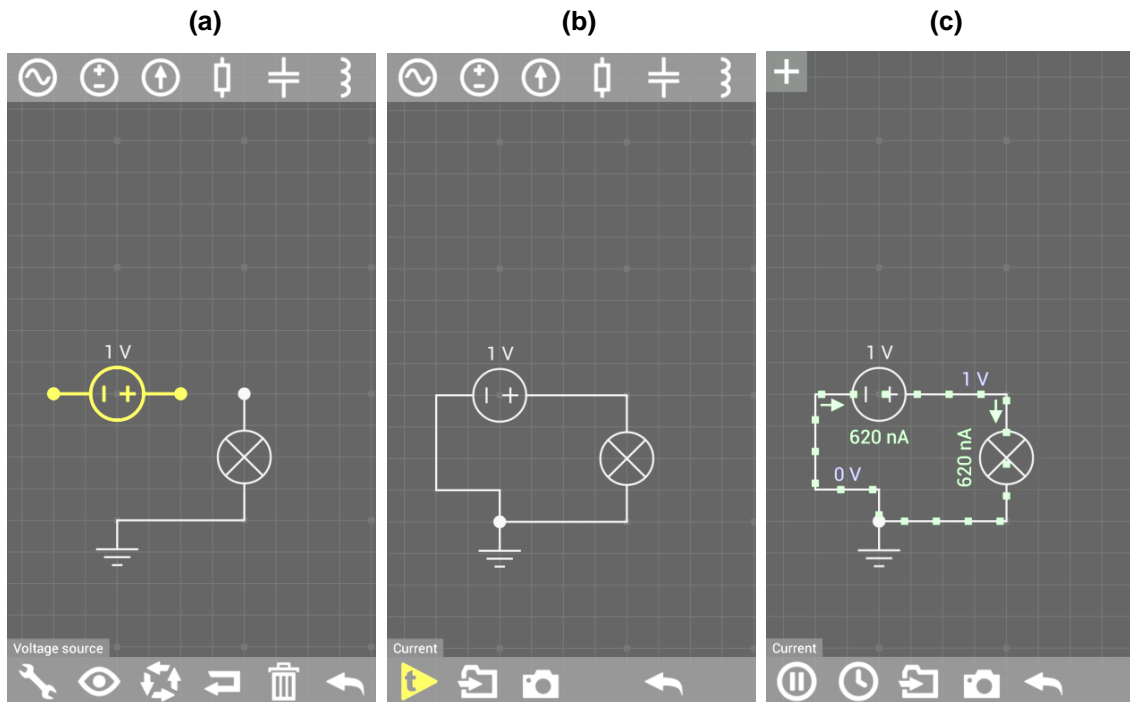 (a)
(b)
(c)
1 V
Voltage source
1 V
Current
t
1 V
1 V
620 nA
620 nA
0 V
Current